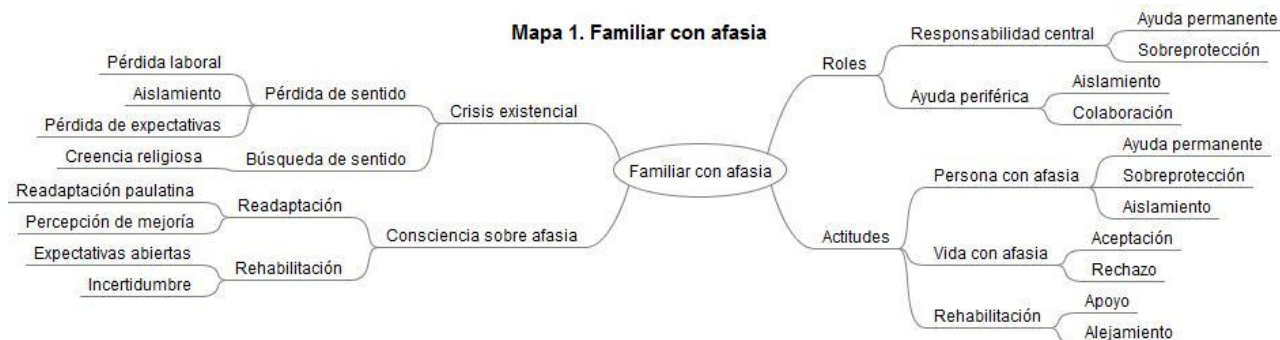 Mapa 1. Familiar con afasia
Familiar con afasia
Crisis existencial
Pérdida de sentido
Pérdida laboral
Aislamiento
Pérdida de expectativas
Búsqueda de sentido
Creencia religiosa
Consciencia sobre afasia
Readaptación
Readaptación paulatina
Percepción de mejoría
Rehabilitación
Expectativas abiertas
Incertidumbre
Roles
Responsabilidad central
Ayuda permanente
Sobreprotección
Ayuda periférica
Aislamiento
Colaboración
Actitudes
Persona con afasia
Ayuda permanente
Sobreprotección
Aislamiento
Vida con afasia
Aceptación
Rechazo
Rehabilitación
Apoyo
Alejamiento